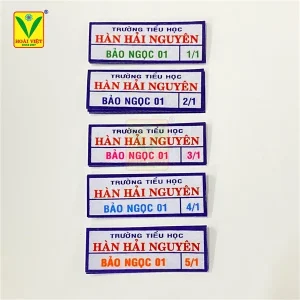 HOÀI VIỆT
TRƯỜNG TIỂU HỌC
HÀN HẢI NGUYÊN
BẢO NGỌC 01 1/1
TRƯỜNG TIỂU HỌC
HÀN HẢI NGUYÊN
BẢO NGỌC 01 2/1
TRƯỜNG TIỂU HỌC
HÀN HẢI NGUYÊN
BẢO NGỌC 01 3/1
TRƯỜNG TIỂU HỌC
HÀN HẢI NGUYÊN
BẢO NGỌC 01 4/1
TRƯỜNG TIỂU HỌC
HÀN HẢI NGUYÊN
BẢO NGỌC 01 5/1